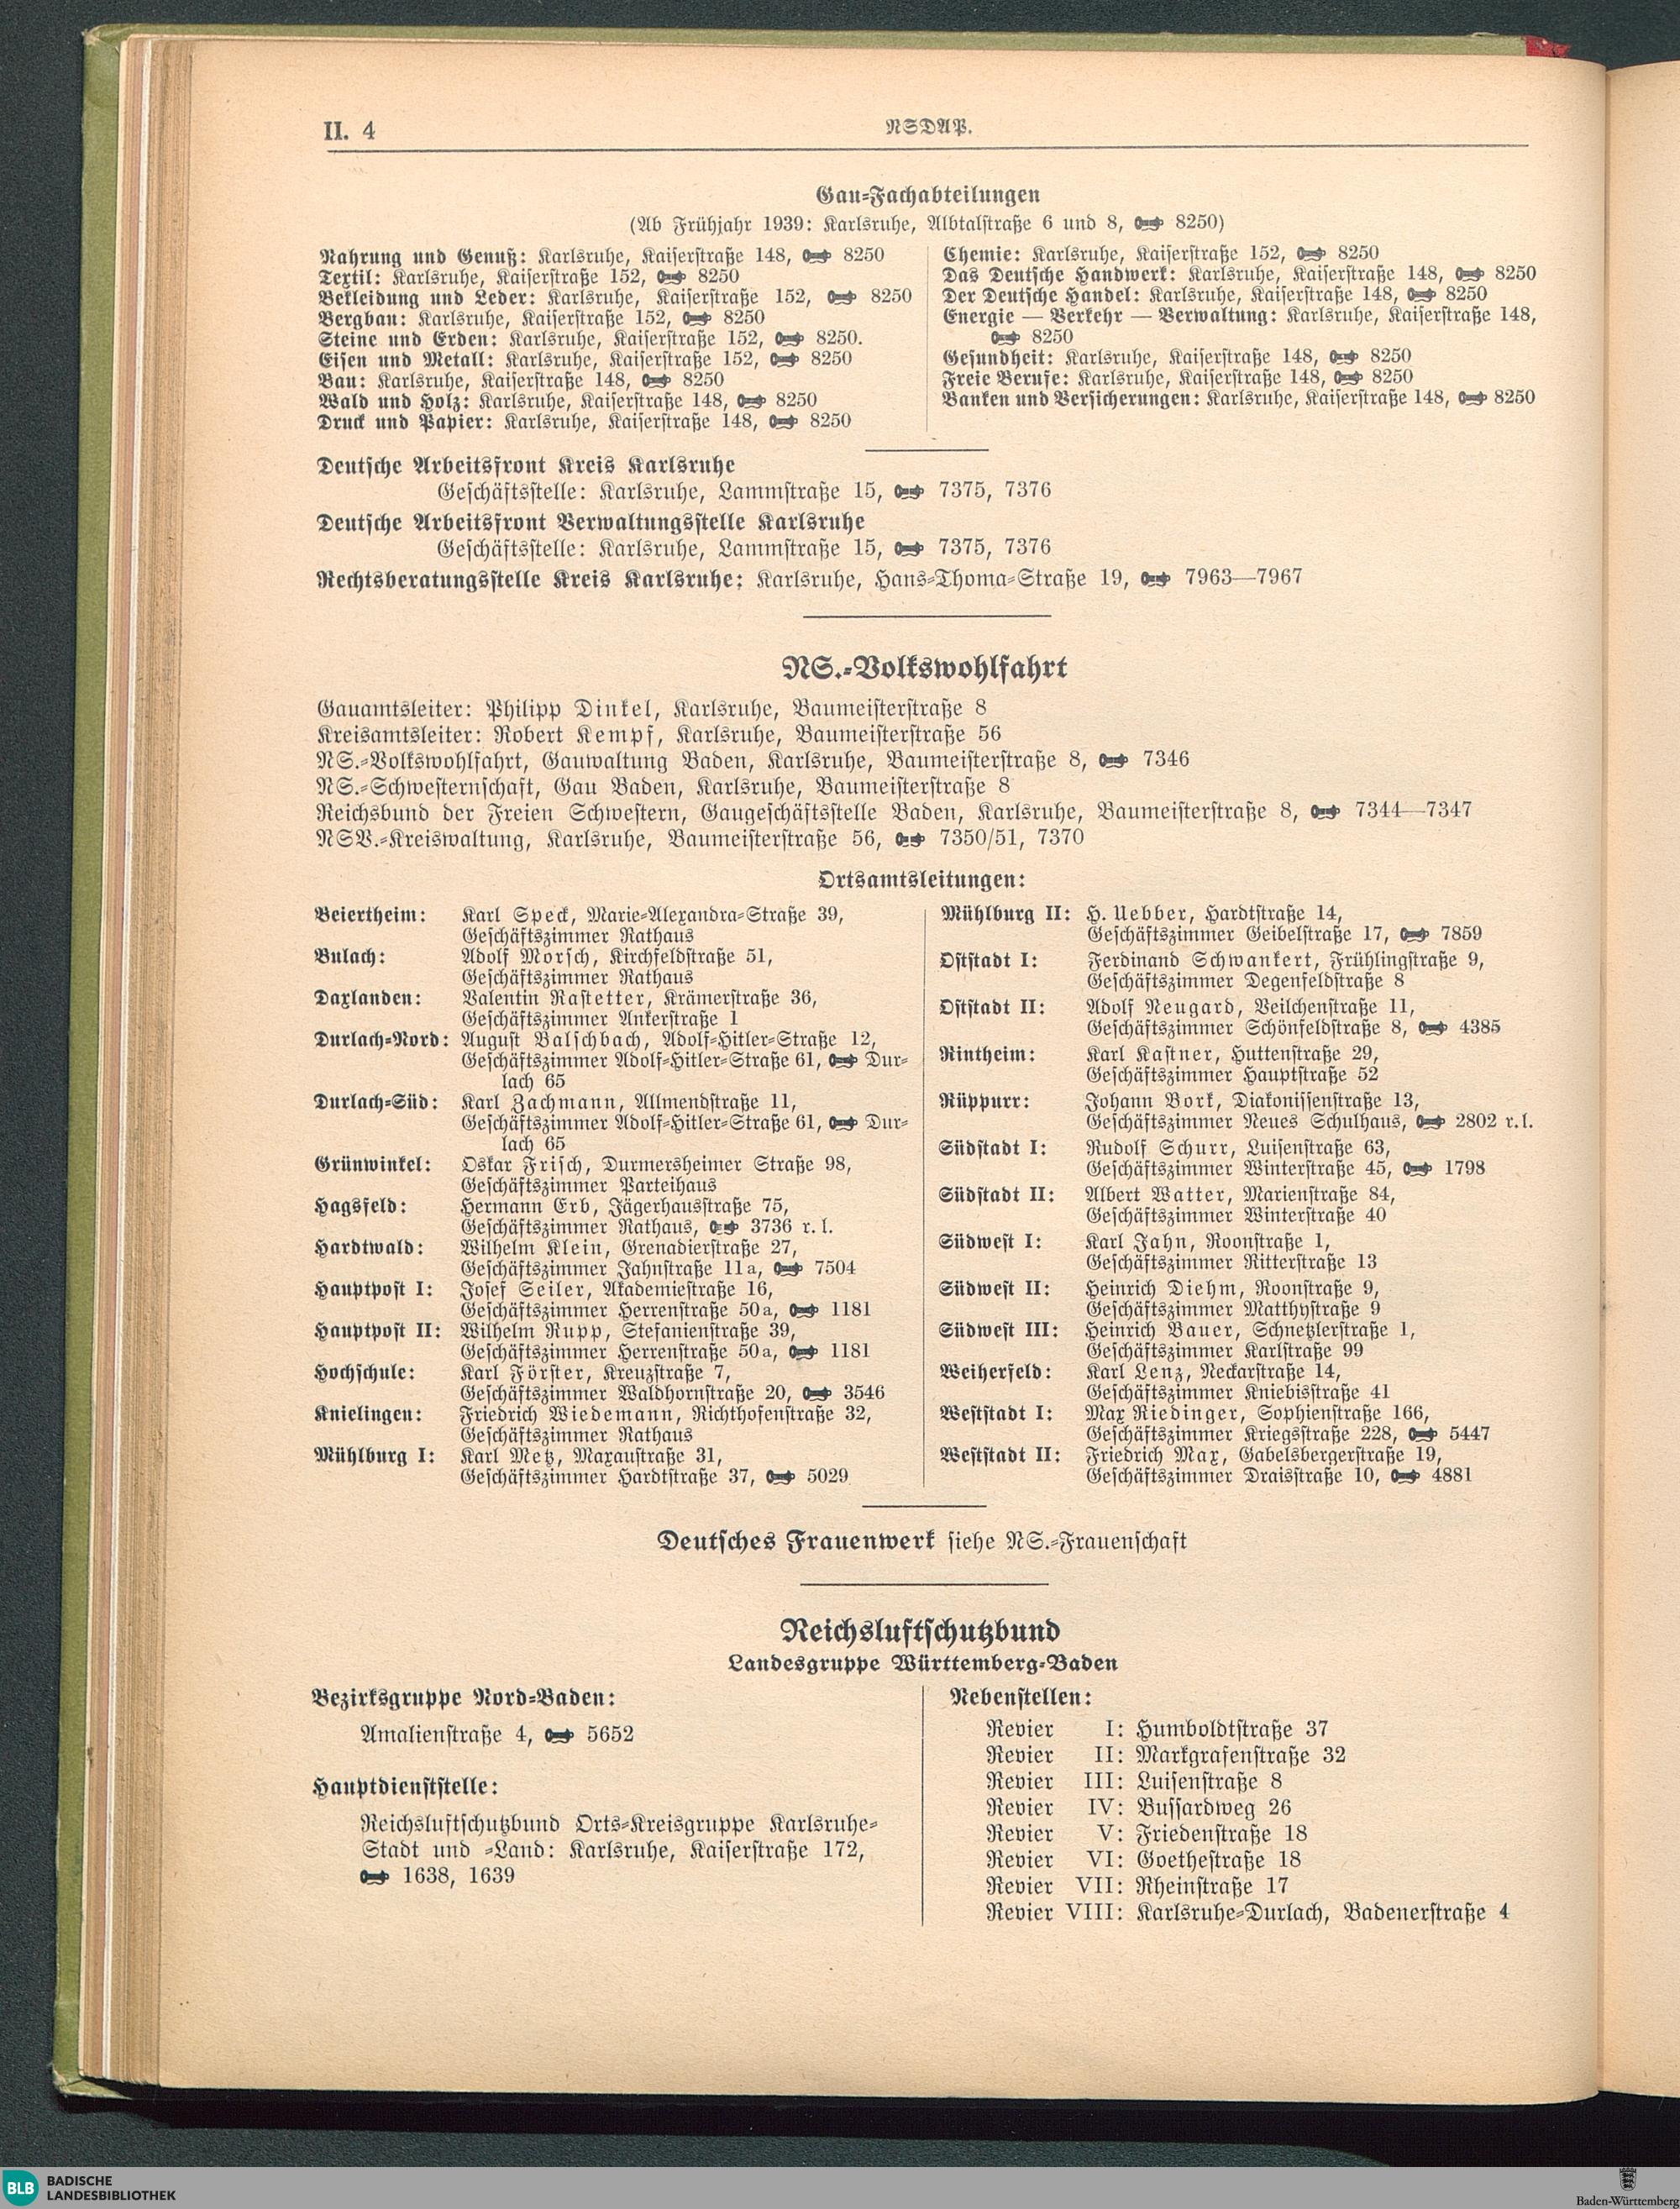 II. 4
NSDAP.
Gau-Fachabteilungen
(Ab Frühjahr 1939: Karlsruhe, Albtalstraße 6 und 8, 8250)
Nahrung und Genuß: Karlsruhe, Kaiserstraße 148, 8250
Textil: Karlsruhe, Kaiserstraße 152, 8250
Bekleidung und Leder: Karlsruhe, Kaiserstraße 152, 8250
Bergbau: Karlsruhe, Kaiserstraße 152, 8250
Steine und Erden: Karlsruhe, Kaiserstraße 152, 8250.
Eisen und Metall: Karlsruhe, Kaiserstraße 152, 8250
Bau: Karlsruhe, Kaiserstraße 148, 8250
Wald und Holz: Karlsruhe, Kaiserstraße 148, 8250
Druck und Papier: Karlsruhe, Kaiserstraße 148, 8250
Chemie: Karlsruhe, Kaiserstraße 152, 8250
Das Deutsche Handwerk: Karlsruhe, Kaiserstraße 148, 8250
Der Deutsche Handel: Karlsruhe, Kaiserstraße 148, 8250
Energie — Verkehr — Verwaltung: Karlsruhe, Kaiserstraße 148,
8250
Gesundheit: Karlsruhe, Kaiserstraße 148, 8250
Freie Berufe: Karlsruhe, Kaiserstraße 148, 8250
Banken und Versicherungen: Karlsruhe, Kaiserstraße 148, 8250
Deutsche Arbeitsfront Kreis Karlsruhe
Geschäftsstelle: Karlsruhe, Lammstraße 15, 7375, 7376
Deutsche Arbeitsfront Verwaltungsstelle Karlsruhe
Geschäftsstelle: Karlsruhe, Lammstraße 15, 7375, 7376
Rechtsberatungsstelle Kreis Karlsruhe: Karlsruhe, Hans-Thoma-Straße 19, 7963—7967
NS.-Volkswohlfahrt
Gauamtsleiter: Philipp Dinkel, Karlsruhe, Baumeisterstraße 8
Kreisamtsleiter: Robert Kempf, Karlsruhe, Baumeisterstraße 56
NS.-Volkswohlfahrt, Gauwaltung Baden, Karlsruhe, Baumeisterstraße 8, 7346
NS.-Schwesternschaft, Gau Baden, Karlsruhe, Baumeisterstraße 8
Reichsbund der Freien Schwestern, Gaugeschäftsstelle Baden, Karlsruhe, Baumeisterstraße 8, 7344—7347
NSV.-Kreiswaltung, Karlsruhe, Baumeisterstraße 56, 7350/51, 7370
Ortsamtsleitungen:
Beiertheim: Karl Speck, Marie-Alexandra-Straße 39,
Geschäftszimmer Rathaus
Bulach: Adolf Morsch, Kirchfeldstraße 51,
Geschäftszimmer Rathaus
Daxlanden: Valentin Rastetter, Krämerstraße 36,
Geschäftszimmer Ankerstraße 1
Durlach-Nord: August Balschbach, Adolf-Hitler-Straße 12,
Geschäftszimmer Adolf-Hitler-Straße 61, Dur-
lach 65
Durlach-Süd: Karl Zachmann, Allmendstraße 11,
Geschäftszimmer Adolf-Hitler-Straße 61, Dur-
lach 65
Grünwinkel: Oskar Frisch, Durmersheimer Straße 98,
Geschäftszimmer Parteihaus
Hagsfeld: Hermann Erb, Jägerhausstraße 75,
Geschäftszimmer Rathaus, 3736 r. l.
Hardtwald: Wilhelm Klein, Grenadierstraße 27,
Geschäftszimmer Jahnstraße 11a, 7504
Hauptpost I: Josef Seiler, Akademiestraße 16,
Geschäftszimmer Herrenstraße 50a, 1181
Hauptpost II: Wilhelm Rupp, Stefanienstraße 39,
Geschäftszimmer Herrenstraße 50a, 1181
Hochschule: Karl Förster, Kreuzstraße 7,
Geschäftszimmer Waldhornstraße 20, 3546
Knielingen: Friedrich Wiedemann, Richthofenstraße 32,
Geschäftszimmer Rathaus
Mühlburg I: Karl Metz, Maxaustraße 31,
Geschäftszimmer Hardtstraße 37, 5029
Mühlburg II: H. Uebber, Hardtstraße 14,
Geschäftszimmer Geibelstraße 17, 7859
Oststadt I: Ferdinand Schwankert, Frühlingstraße 9,
Geschäftszimmer Degenfeldstraße 8
Oststadt II: Adolf Neugard, Veilchenstraße 11,
Geschäftszimmer Schönfeldstraße 8, 4385
Rintheim: Karl Kastner, Huttenstraße 29,
Geschäftszimmer Hauptstraße 52
Rüppurr: Johann Bork, Diakonissenstraße 13,
Geschäftszimmer Neues Schulhaus, 2802 r. l.
Südstadt I: Rudolf Schurr, Luisenstraße 63,
Geschäftszimmer Winterstraße 45, 1798
Südstadt II: Albert Watter, Marienstraße 84,
Geschäftszimmer Winterstraße 40
Südwest I: Karl Jahn, Roonstraße 1,
Geschäftszimmer Ritterstraße 13
Südwest II: Heinrich Diehm, Roonstraße 9,
Geschäftszimmer Matthystraße 9
Südwest III: Heinrich Bauer, Schnetzlerstraße 1,
Geschäftszimmer Karlstraße 99
Weiherfeld: Karl Lenz, Neckarstraße 14,
Geschäftszimmer Kniebisstraße 41
Weststadt I: Max Riedinger, Sophienstraße 166,
Geschäftszimmer Kriegsstraße 228, 5447
Weststadt II: Friedrich Max, Gabelsbergerstraße 19,
Geschäftszimmer Draisstraße 10, 4881
Deutsches Frauenwerk siehe NS.-Frauenschaft
Reichsluftschutzbund
Landesgruppe Württemberg-Baden
Bezirksgruppe Nord-Baden:
Amalienstraße 4, 5652
Hauptdienststelle:
Reichsluftschutzbund Orts-Kreisgruppe Karlsruhe-
Stadt und -Land: Karlsruhe, Kaiserstraße 172,
1638, 1639
Nebenstellen:
Revier I: Humboldtstraße 37
Revier II: Markgrafenstraße 32
Revier III: Luisenstraße 8
Revier IV: Bussardweg 26
Revier V: Friedenstraße 18
Revier VI: Goethestraße 18
Revier VII: Rheinstraße 17
Revier VIII: Karlsruhe-Durlach, Badenerstraße 4
BLB BADISCHE
LANDESBIBLIOTHEK
Baden-Württemberg